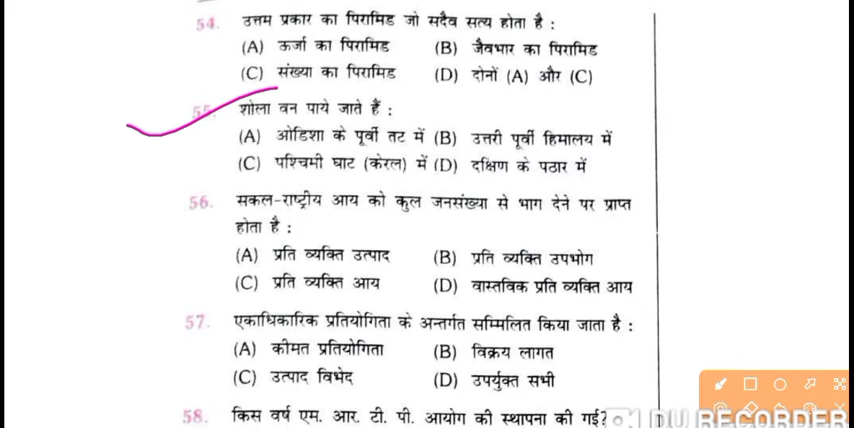 54. उत्तम प्रकार का पिरामिड जो सदैव सत्य होता है :
(A) ऊर्जा का पिरामिड (B) जैवभार का पिरामिड
(C) संख्या का पिरामिड (D) दोनों (A) और (C)
55. शोला वन पाये जाते हैं :
(A) ओडिशा के पूर्वी तट में (B) उत्तरी पूर्वी हिमालय में
(C) पश्चिमी घाट (केरल) में (D) दक्षिण के पठार में
56. सकल-राष्ट्रीय आय को कुल जनसंख्या से भाग देने पर प्राप्त
होता है :
(A) प्रति व्यक्ति उत्पाद (B) प्रति व्यक्ति उपभोग
(C) प्रति व्यक्ति आय (D) वास्तविक प्रति व्यक्ति आय
57. एकाधिकारिक प्रतियोगिता के अन्तर्गत सम्मिलित किया जाता है :
(A) कीमत प्रतियोगिता (B) विक्रय लागत
(C) उत्पाद विभेद (D) उपर्युक्त सभी
58. किस वर्ष एम. आर. टी. पी. आयोग की स्थापना की गई?
DU RECORDER